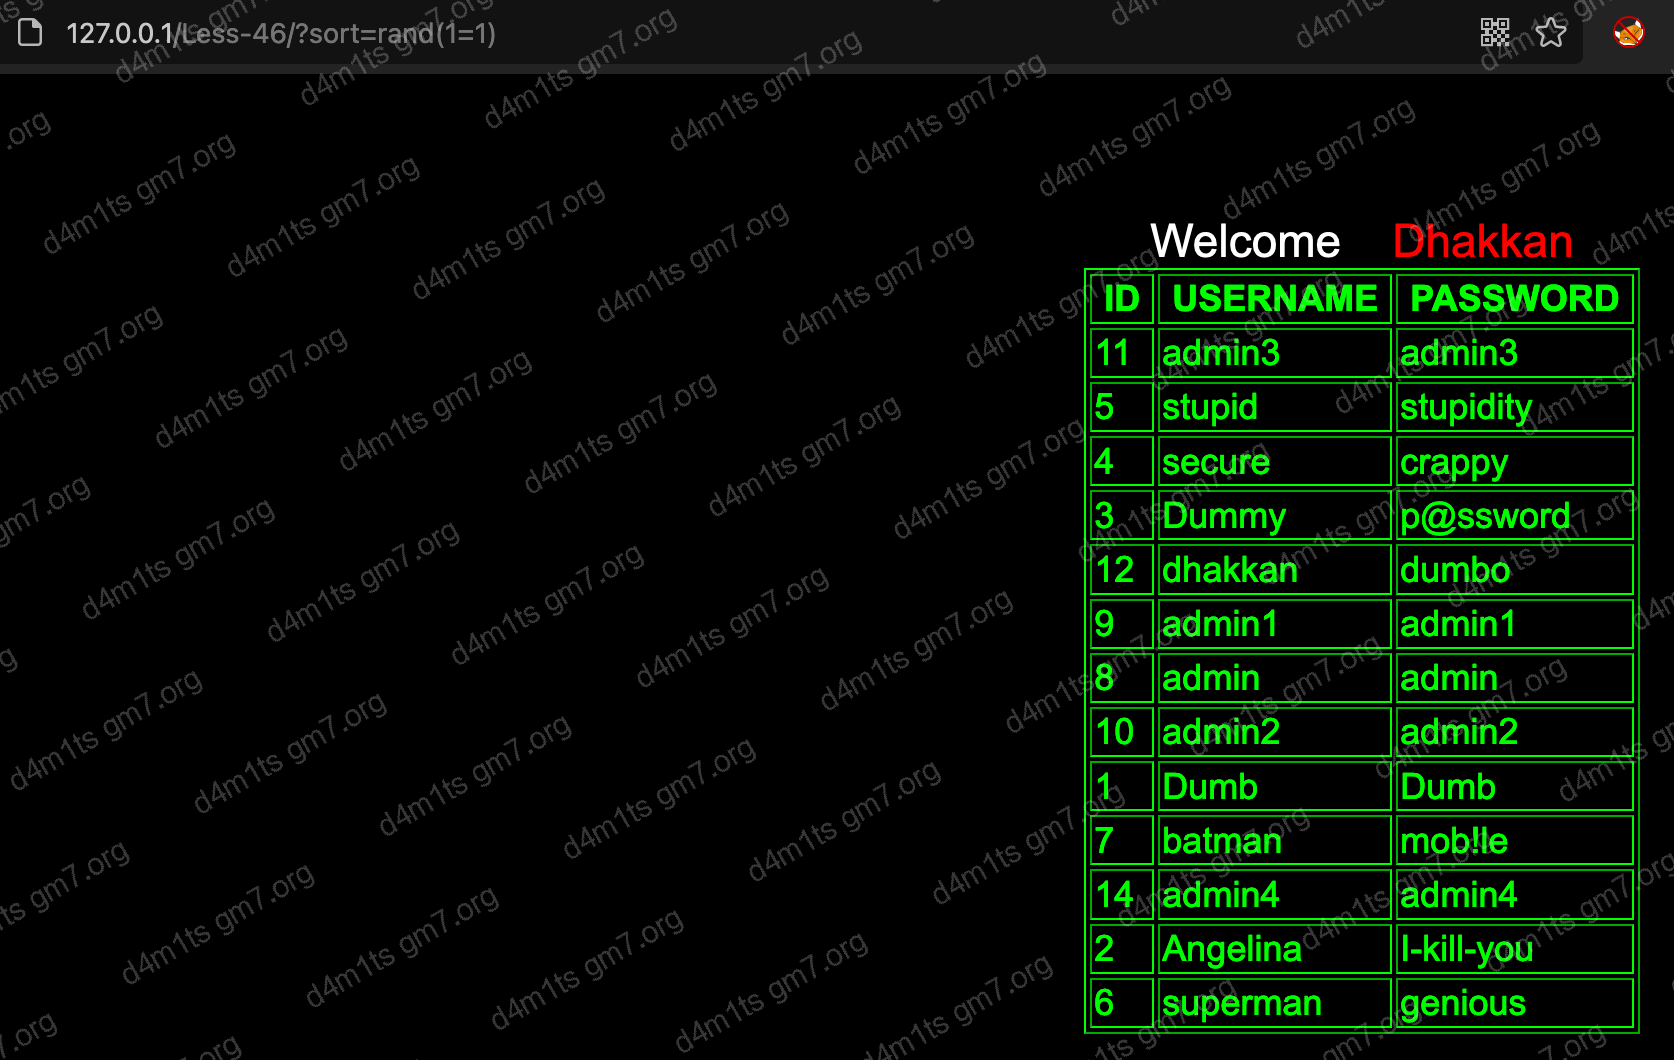 127.0.0.1/Less-46/?sort=rand(1=1)
Welcome Dhakkan
ID USERNAME PASSWORD
11 admin3 admin3
5 stupid stupidity
4 secure crappy
3 Dummy p@ssword
12 dhakkan dumbo
9 admin1 admin1
8 admin admin
10 admin2 admin2
1 Dumb Dumb
7 batman mob!le
14 admin4 admin4
2 Angelina I-kill-you
6 superman genious
d4m1ts gm7.org